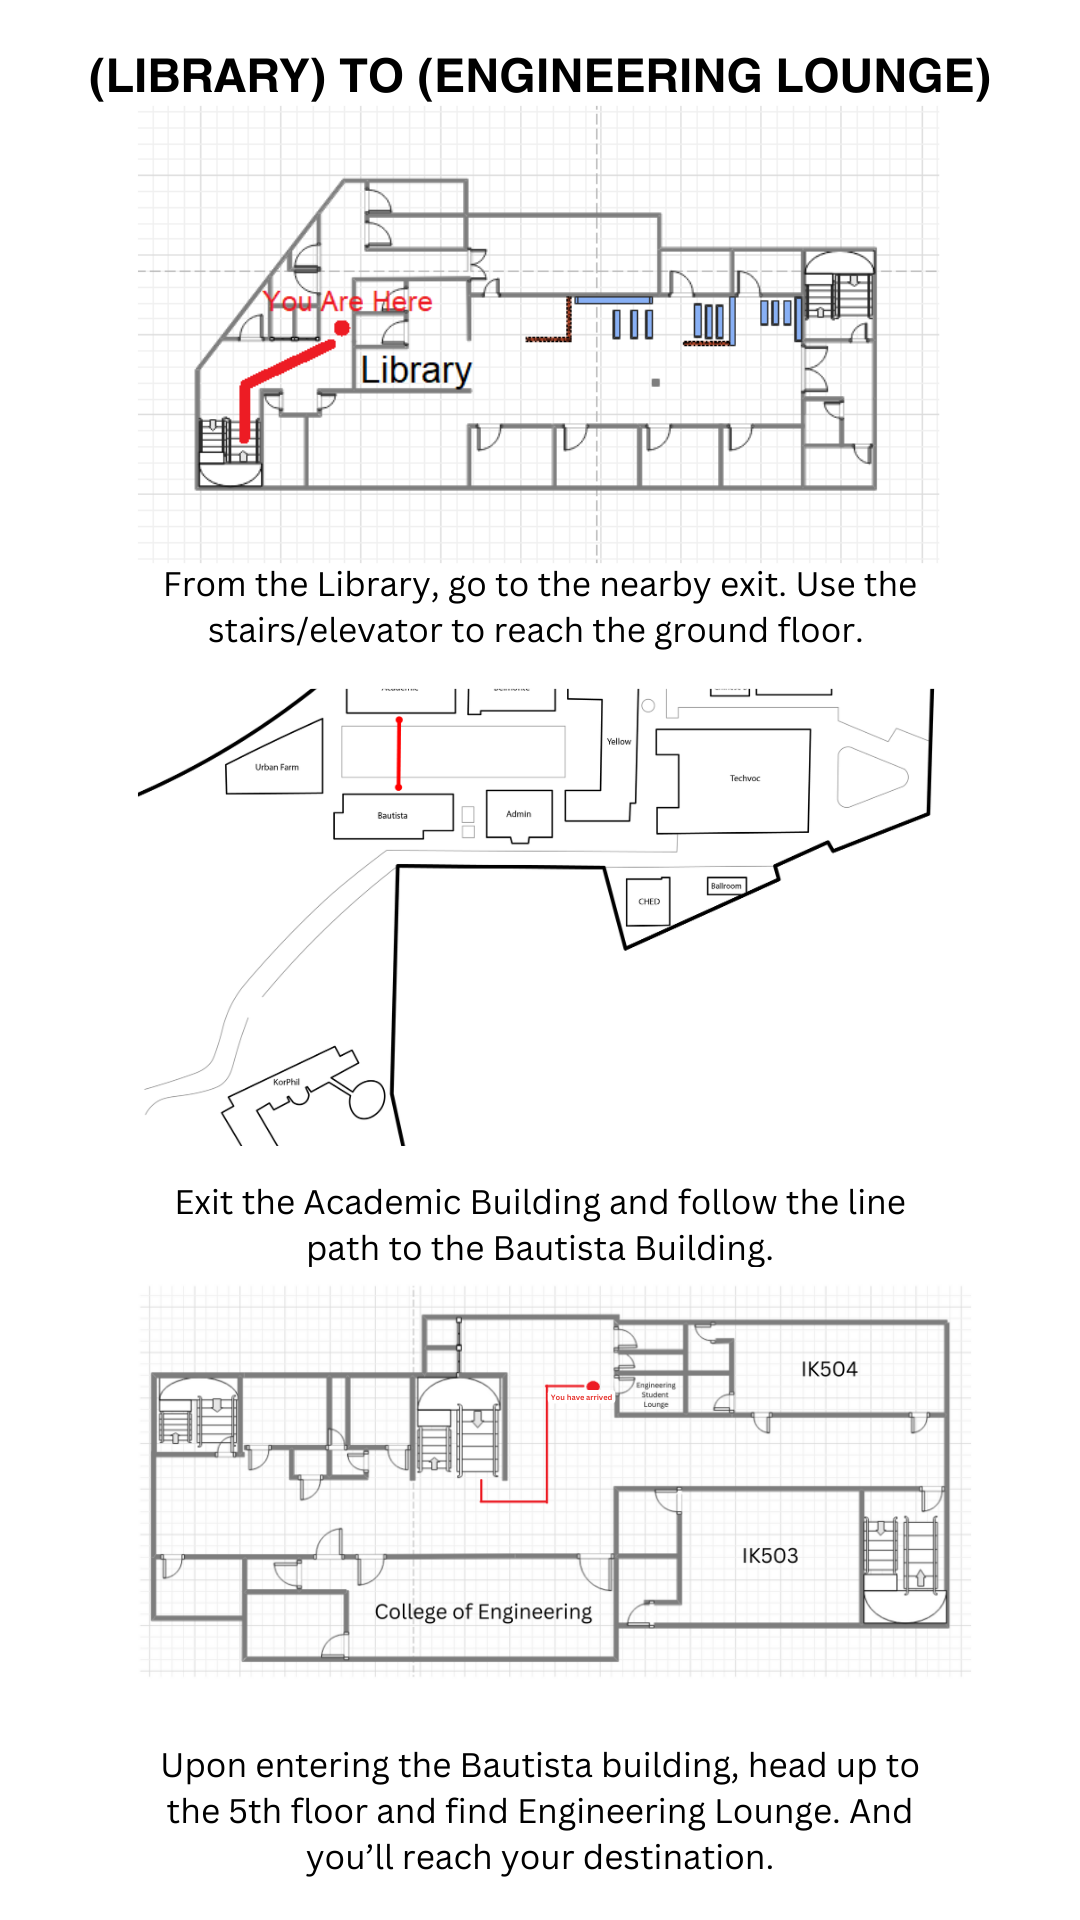 (LIBRARY) TO (ENGINEERING LOUNGE)
You Are Here
Library
From the Library, go to the nearby exit. Use the
stairs/elevator to reach the ground floor.
Yellow
Urban Farm
Techvoc
Bautista
Admin
Ballroom
CHED
KorPhil
Exit the Academic Building and follow the line
path to the Bautista Building.
IK504
Engineering
Student
Lounge
You have arrived
IK503
College of Engineering
Upon entering the Bautista building, head up to
the 5th floor and find Engineering Lounge. And
you’ll reach your destination.